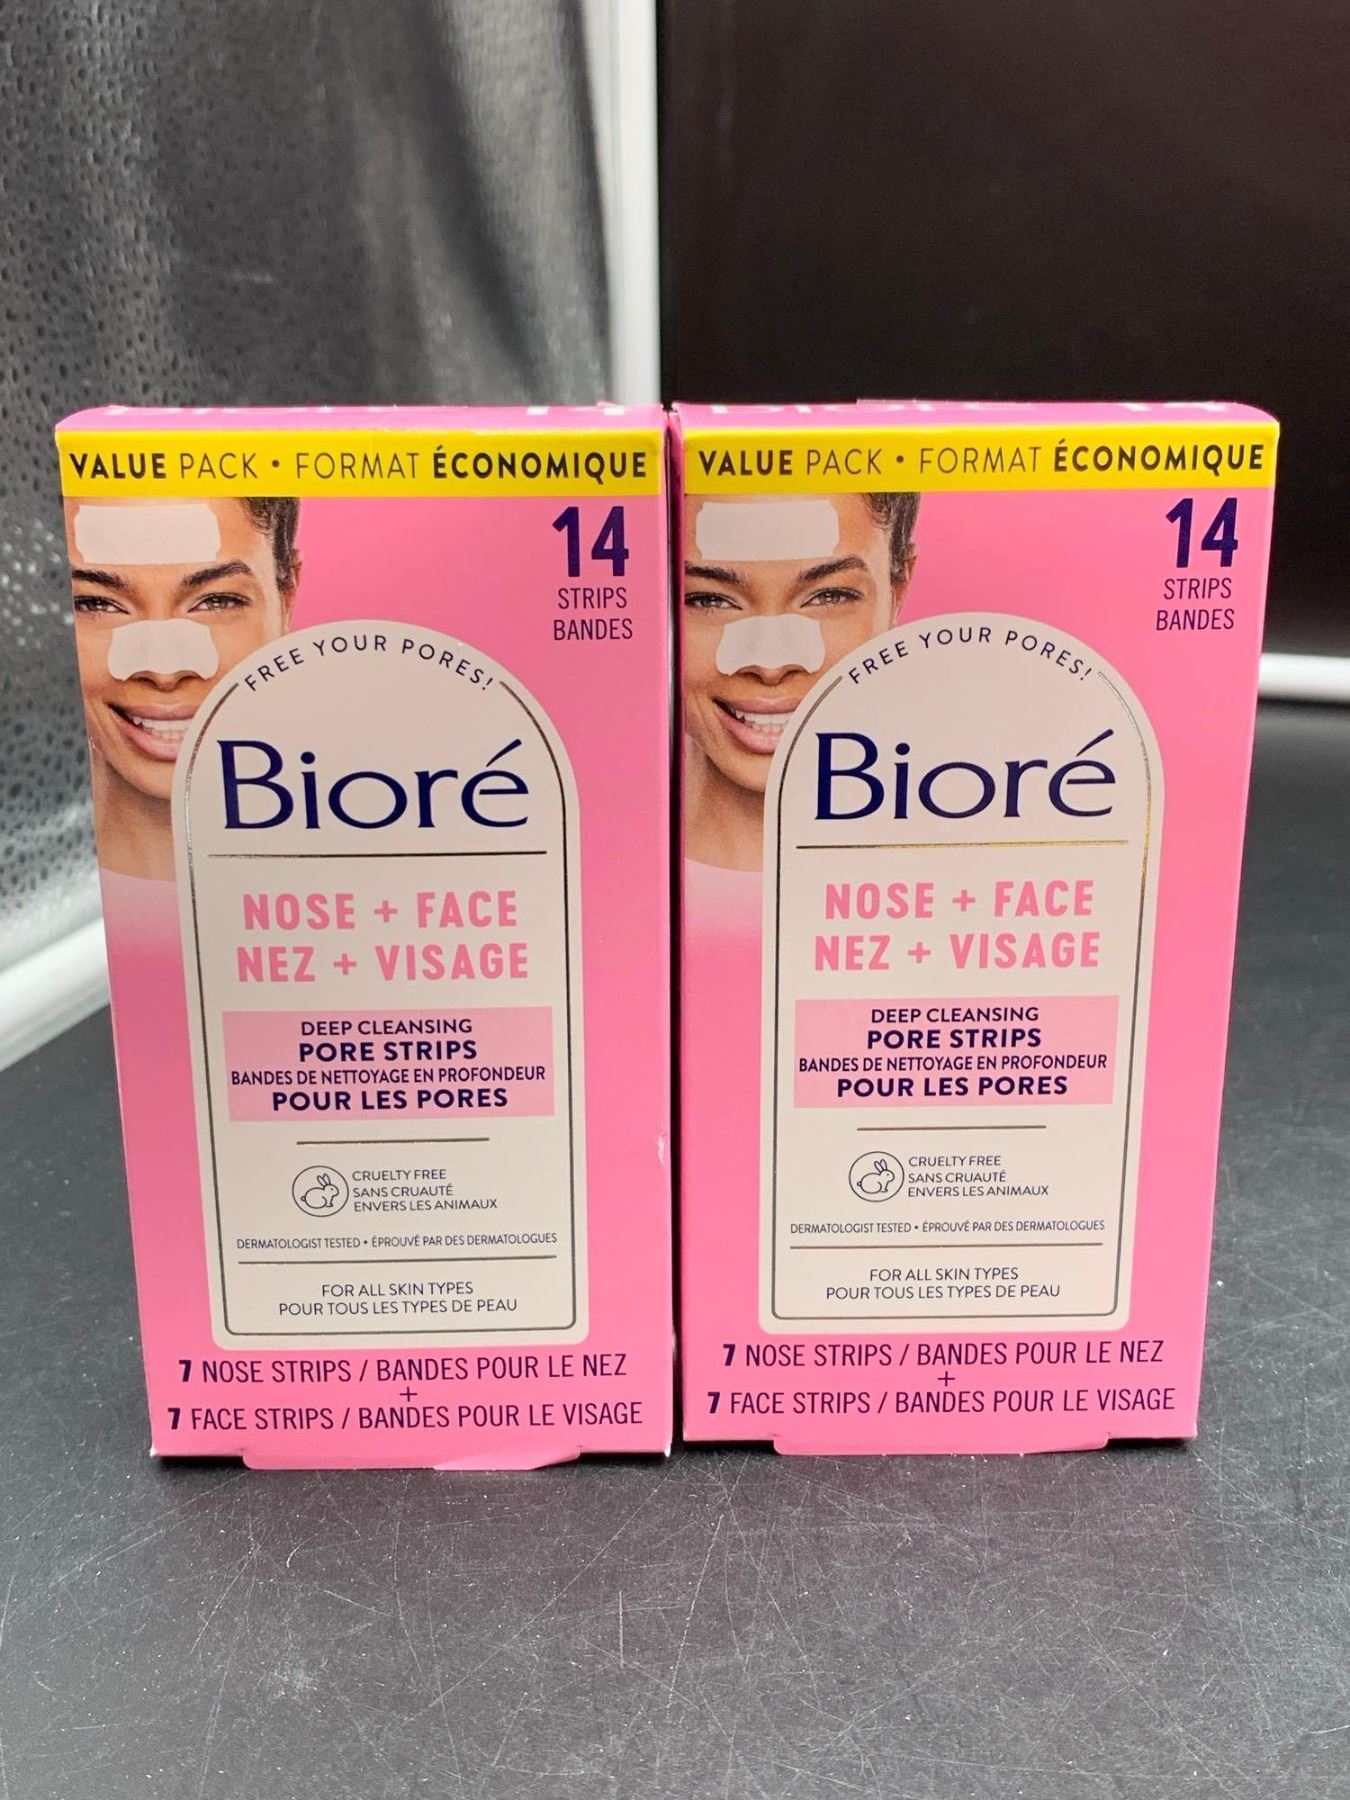 VALUE PACK • FORMAT ÉCONOMIQUE
14
STRIPS
BANDES
FREE YOUR PORES!
Bioré
NOSE + FACE
NEZ + VISAGE
DEEP CLEANSING
PORE STRIPS
BANDES DE NETTOYAGE EN PROFONDEUR
POUR LES PORES
CRUELTY FREE
SANS CRUAUTÉ
ENVERS LES ANIMAUX
DERMATOLOGIST TESTED • ÉPROUVÉ PAR DES DERMATOLOGUES
FOR ALL SKIN TYPES
POUR TOUS LES TYPES DE PEAU
7 NOSE STRIPS / BANDES POUR LE NEZ
+
7 FACE STRIPS / BANDES POUR LE VISAGE
VALUE PACK • FORMAT ÉCONOMIQUE
14
STRIPS
BANDES
FREE YOUR PORES!
Bioré
NOSE + FACE
NEZ + VISAGE
DEEP CLEANSING
PORE STRIPS
BANDES DE NETTOYAGE EN PROFONDEUR
POUR LES PORES
CRUELTY FREE
SANS CRUAUTÉ
ENVERS LES ANIMAUX
DERMATOLOGIST TESTED • ÉPROUVÉ PAR DES DERMATOLOGUES
FOR ALL SKIN TYPES
POUR TOUS LES TYPES DE PEAU
7 NOSE STRIPS / BANDES POUR LE NEZ
+
7 FACE STRIPS / BANDES POUR LE VISAGE